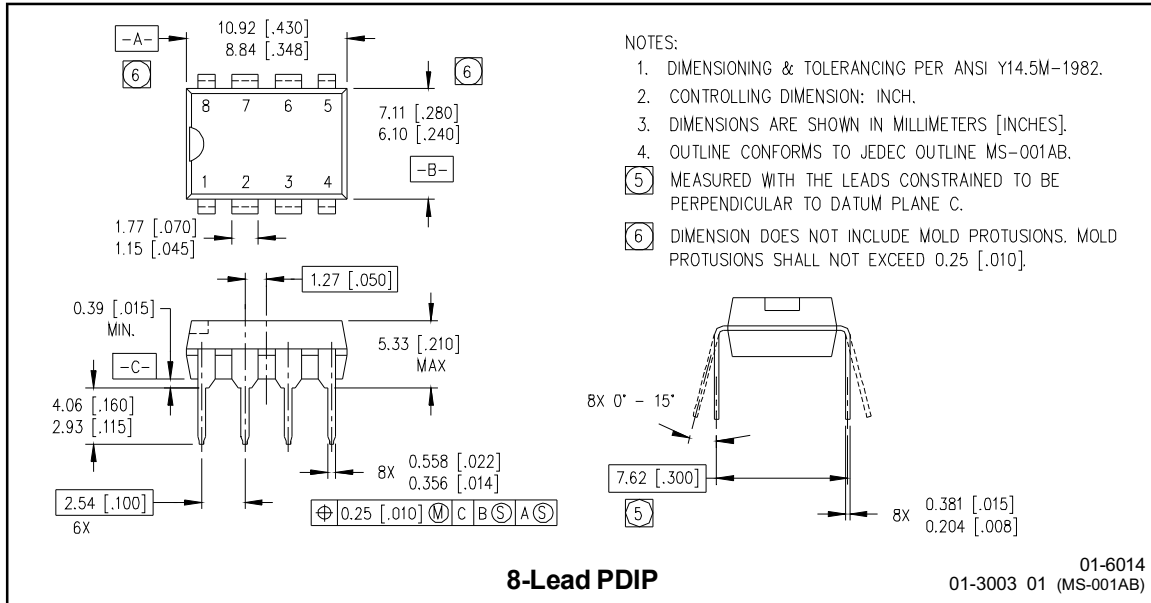 -A-
10.92 [.430]
8.84 [.348]
6
6
8 7 6 5
1 2 3 4
7.11 [.280]
6.10 [.240]
-B-
1.77 [.070]
1.15 [.045]
1.27 [.050]
0.39 [.015]
MIN.
-C-
5.33 [.210]
MAX
4.06 [.160]
2.93 [.115]
8X 0.558 [.022]
0.356 [.014]
2.54 [.100]
6X
⌖ 0.25 [.010] Ⓜ C B Ⓢ A Ⓢ
NOTES:
1. DIMENSIONING & TOLERANCING PER ANSI Y14.5M-1982.
2. CONTROLLING DIMENSION: INCH.
3. DIMENSIONS ARE SHOWN IN MILLIMETERS [INCHES].
4. OUTLINE CONFORMS TO JEDEC OUTLINE MS-001AB.
5 MEASURED WITH THE LEADS CONSTRAINED TO BE
PERPENDICULAR TO DATUM PLANE C.
6 DIMENSION DOES NOT INCLUDE MOLD PROTUSIONS. MOLD
PROTUSIONS SHALL NOT EXCEED 0.25 [.010].
8X 0° - 15°
7.62 [.300]
5
8X 0.381 [.015]
0.204 [.008]
8-Lead PDIP
01-6014
01-3003 01 (MS-001AB)